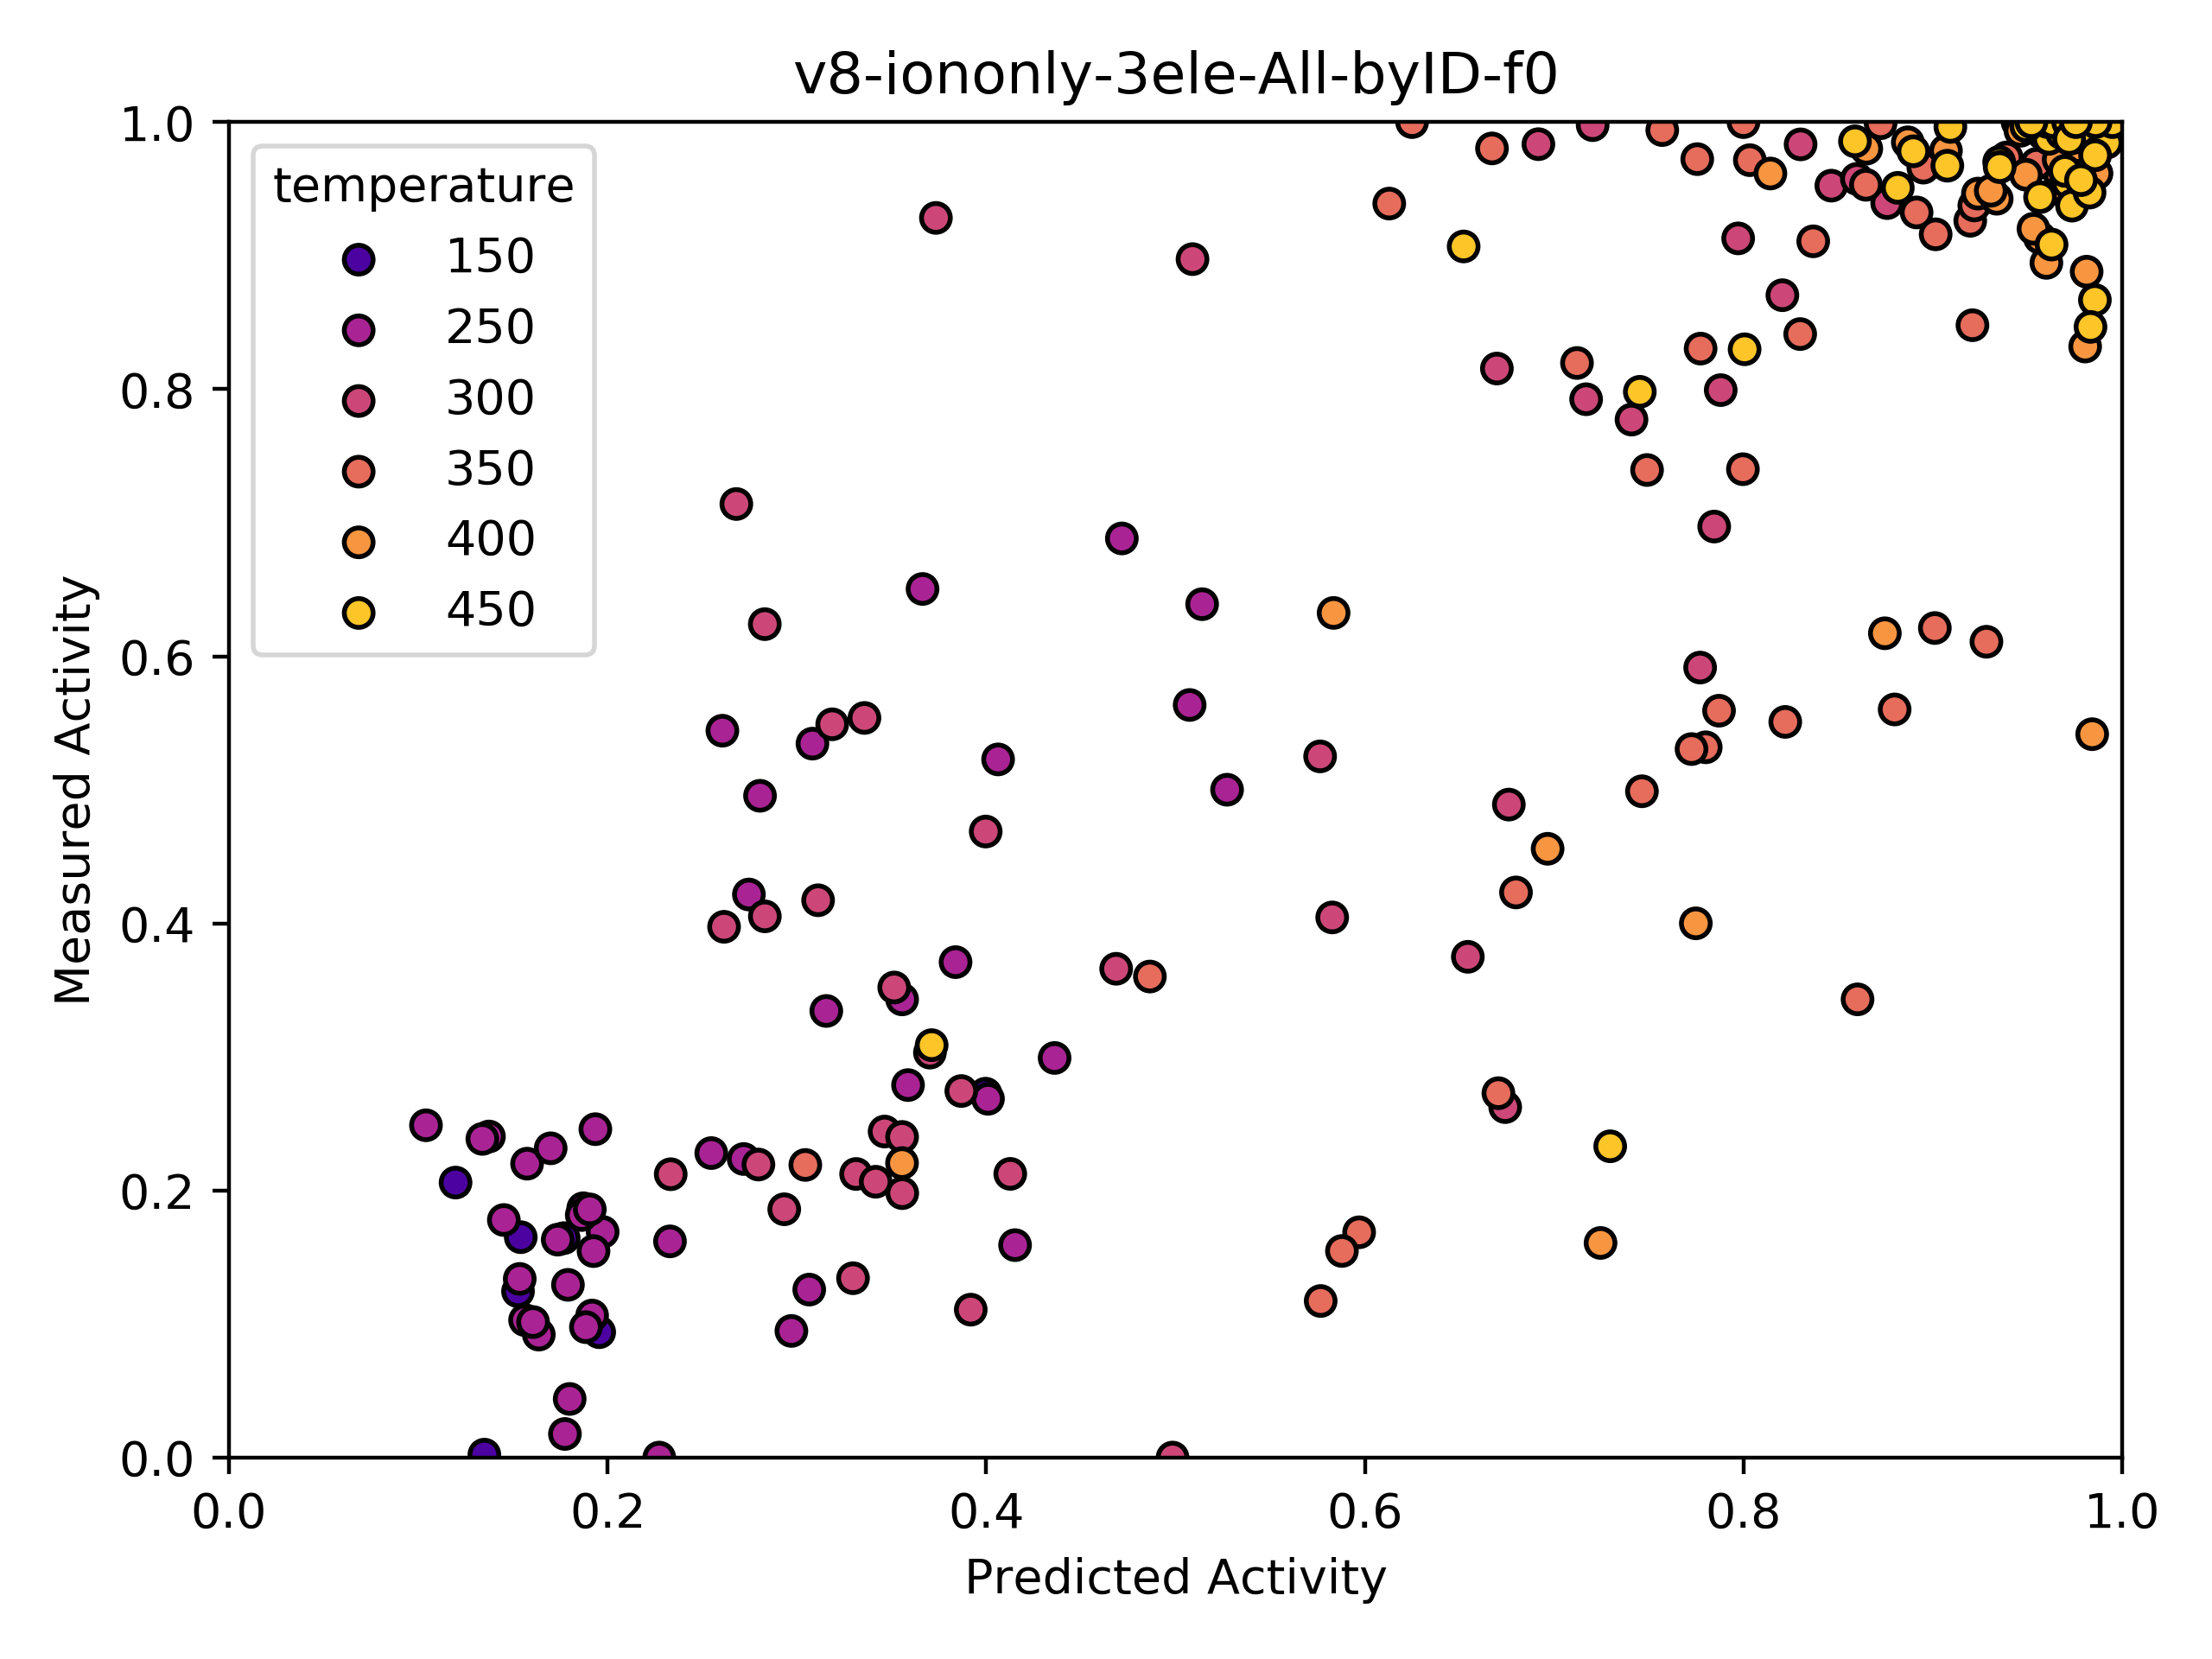 v8-iononly-3ele-All-byID-f0
temperature
150
250
300
350
400
450
Measured Activity
1.0
0.8
0.6
0.4
0.2
0.0
0.0 0.2 0.4 0.6 0.8 1.0
Predicted Activity